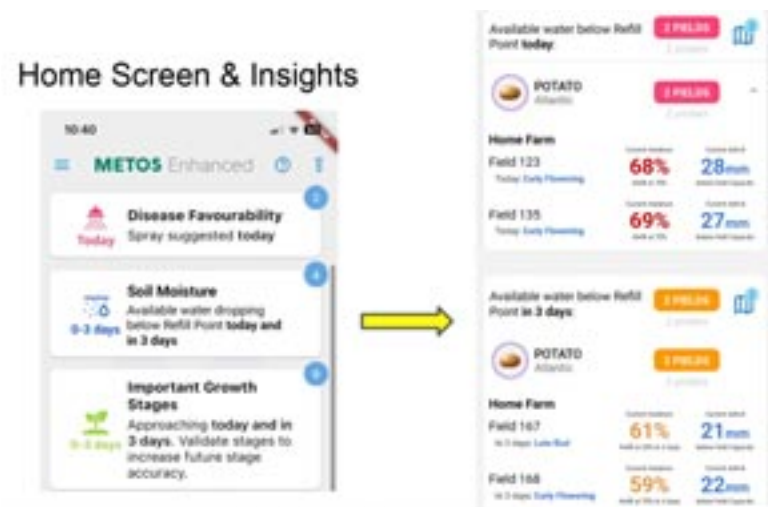 Home Screen & Insights
10:40
METOS Enhanced
Disease Favourability
Spray suggested today
Today
Soil Moisture
Available water dropping
below Refill Point today and
in 3 days
0-3 days
Important Growth
Stages
Approaching today and in
3 days. Validate stages to
increase future stage
accuracy.
0-3 days
Available water below Refill
Point today:
2 FIELDS
POTATO
Atlantic
2 FIELDS
Home Farm
Field 123
68%
28mm
Today: Early Flowering
Field 135
69%
27mm
Today: Early Flowering
Available water below Refill
Point in 3 days:
2 FIELDS
POTATO
Atlantic
2 FIELDS
Home Farm
Field 167
61%
21mm
In 3 days: Late Bud
Field 168
59%
22mm
In 3 days: Early Flowering